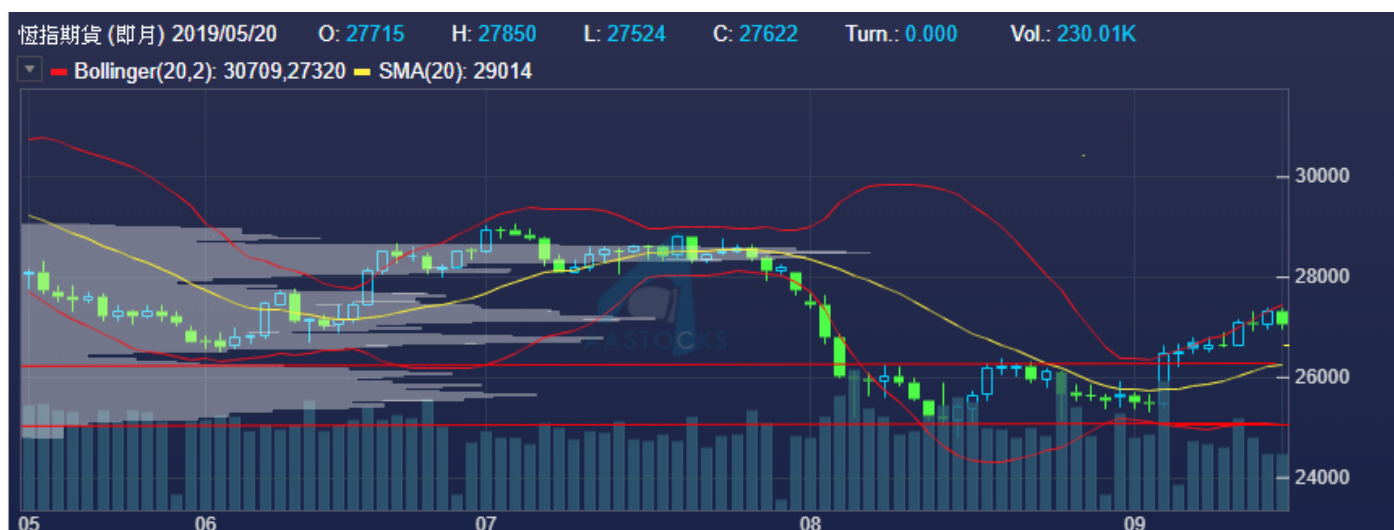 恆指期貨 (即月) 2019/05/20 O: 27715 H: 27850 L: 27524 C: 27622 Turn.: 0.000 Vol.: 230.01K
Bollinger(20,2): 30709,27320 SMA(20): 29014
30000
28000
AASTOCKS
26000
24000
05 06 07 08 09